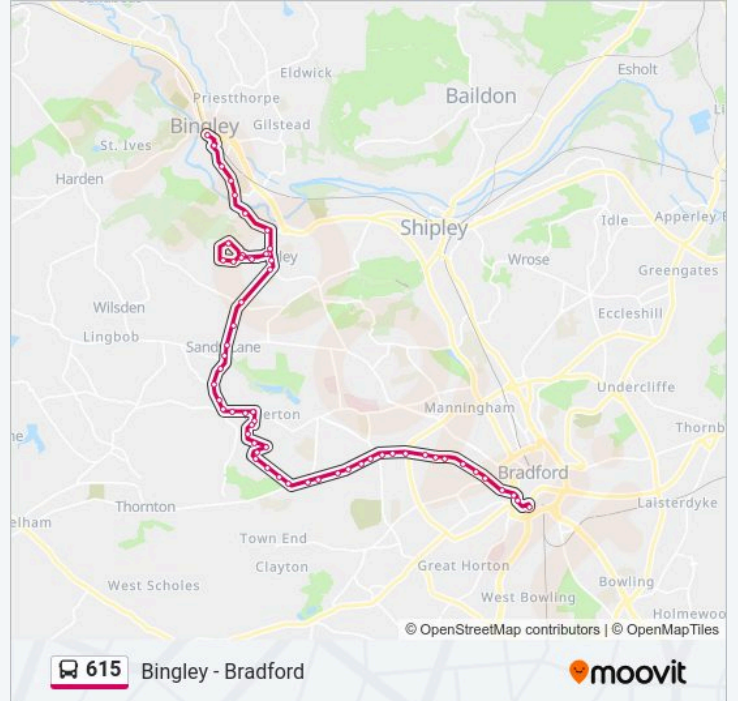 Eldwick
Esholt
Baildon
Priestthorpe
Bingley
Gilstead
St. Ives
Harden
Shipley
Idle
Apperley
ley
Wrose
Greengates
Wilsden
Eccleshill
Lingbob
Sand Lane
Undercliffe
Manningham
erton
Thornb
Bradford
Thornton
Laisterdyke
elham
Town End
Clayton
Great Horton
West Scholes
West Bowling
Bowling
Holmewoo
© OpenStreetMap contributors | © OpenMapTiles
615 Bingley - Bradford
moovit